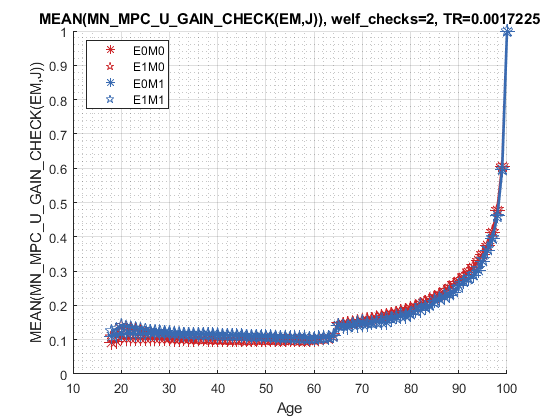 MEAN(MN_MPC_U_GAIN_CHECK(EM,J)), welf_checks=2, TR=0.0017225
MEAN(MN_MPC_U_GAIN_CHECK(EM,J))
1
0.9
0.8
0.7
0.6
0.5
0.4
0.3
0.2
0.1
0
E0M0
E1M0
E0M1
E1M1
10 20 30 40 50 60 70 80 90 100
Age